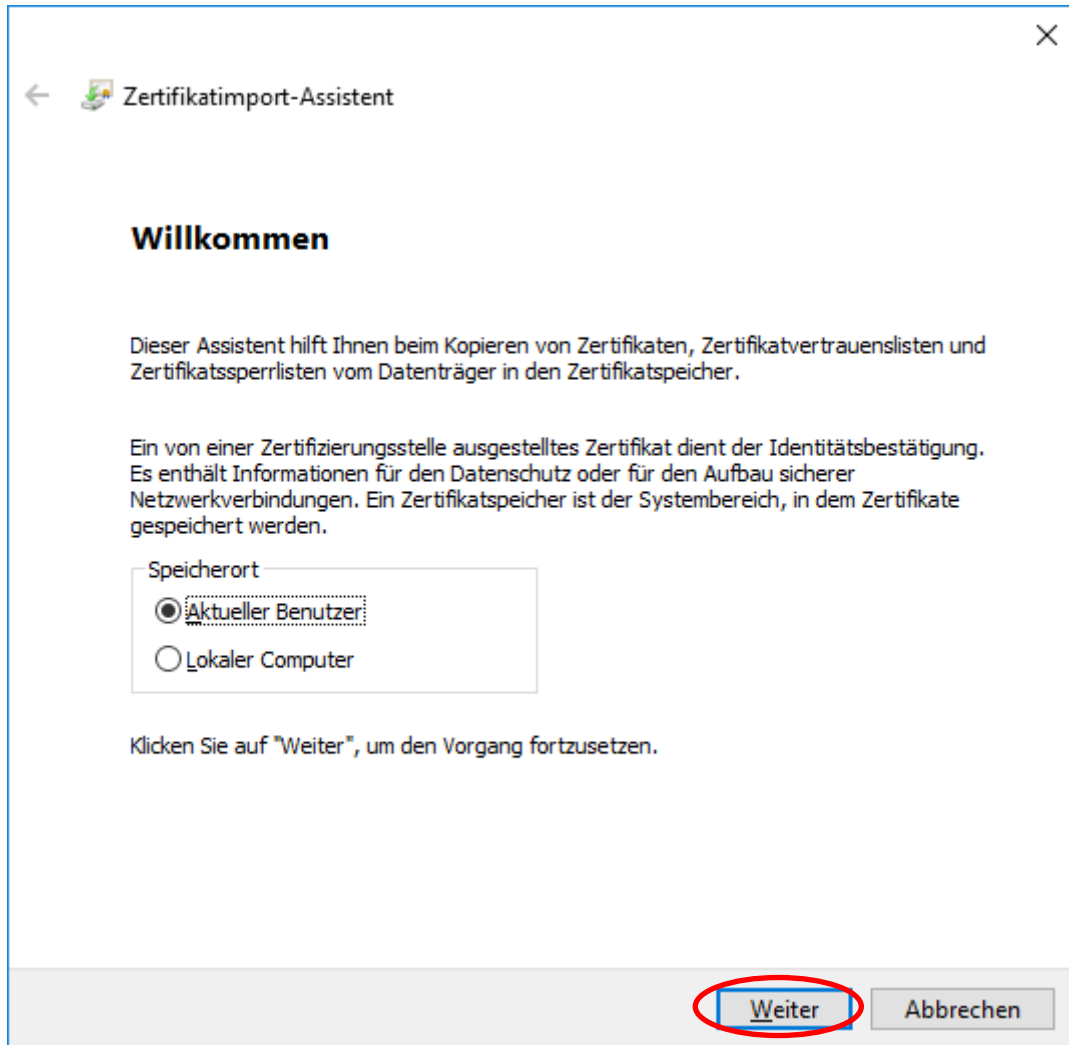 Zertifikatimport-Assistent
Willkommen
Dieser Assistent hilft Ihnen beim Kopieren von Zertifikaten, Zertifikatvertrauenslisten und
Zertifikatssperrlisten vom Datenträger in den Zertifikatspeicher.
Ein von einer Zertifizierungsstelle ausgestelltes Zertifikat dient der Identitätsbestätigung.
Es enthält Informationen für den Datenschutz oder für den Aufbau sicherer
Netzwerkverbindungen. Ein Zertifikatspeicher ist der Systembereich, in dem Zertifikate
gespeichert werden.
Speicherort
Aktueller Benutzer
Lokaler Computer
Klicken Sie auf "Weiter", um den Vorgang fortzusetzen.
Weiter Abbrechen